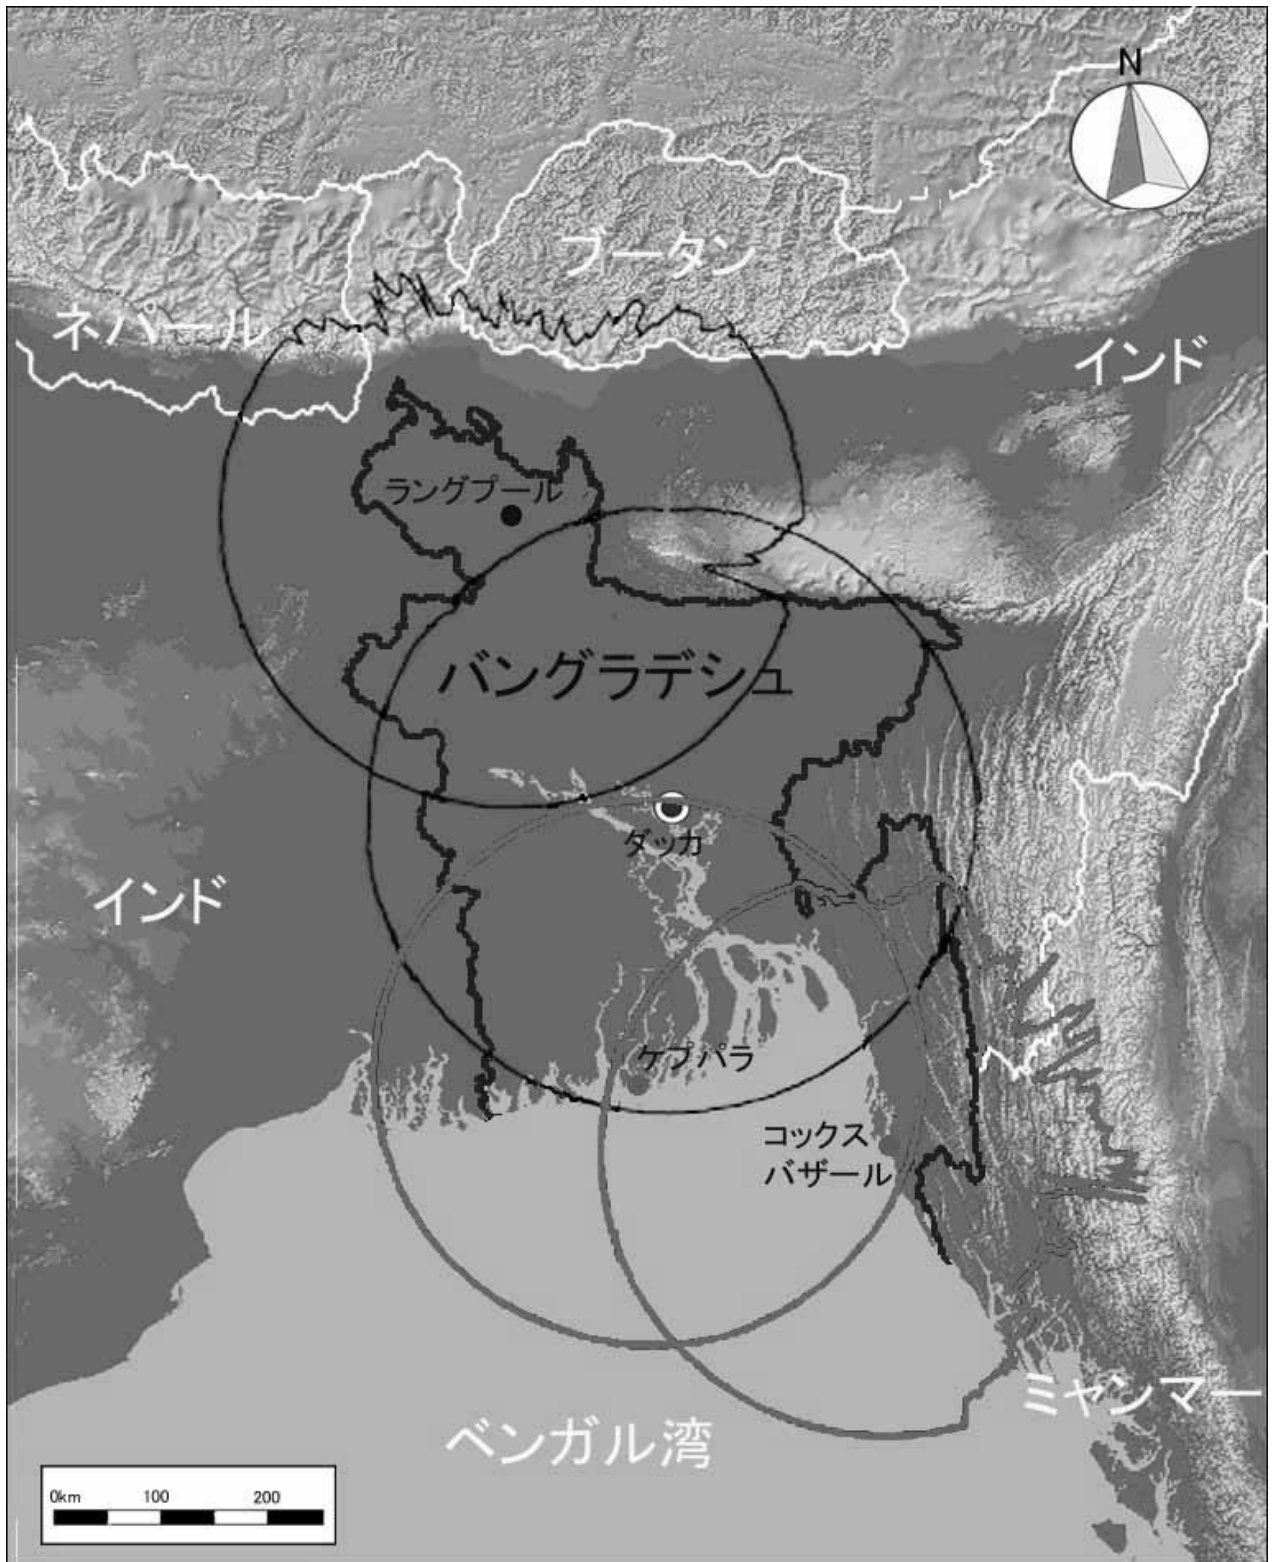 N
ブータン
ネパール
インド
ラングプール
バングラデシュ
ダッカ
インド
ケプパラ
コックス
バザール
ミャンマー
ベンガル湾
0km 100 200